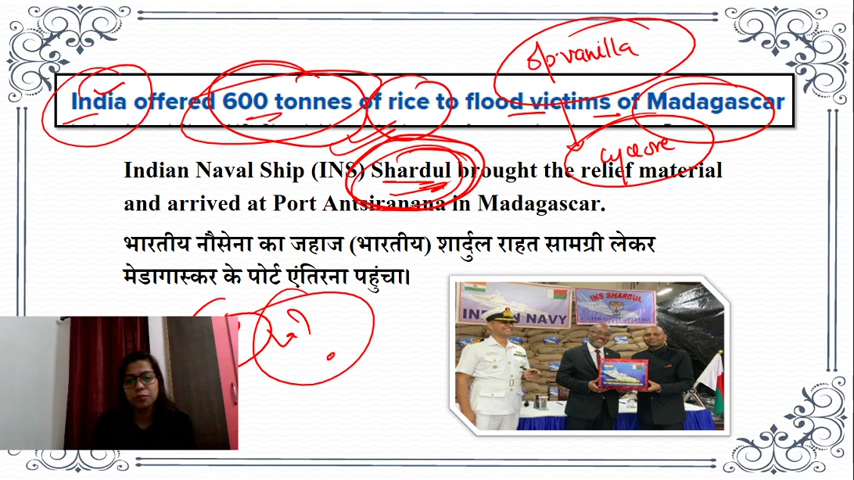 Op. vanilla
India offered 600 tonnes of rice to flood victims of Madagascar
cyclone
Indian Naval Ship (INS) Shardul brought the relief material
and arrived at Port Antsiranana in Madagascar.
भारतीय नौसेना का जहाज (भारतीय) शार्दुल राहत सामग्री लेकर
मेडागास्कर के पोर्ट एंतिरना पहुंचा।
INDIAN NAVY
INS SHARDUL